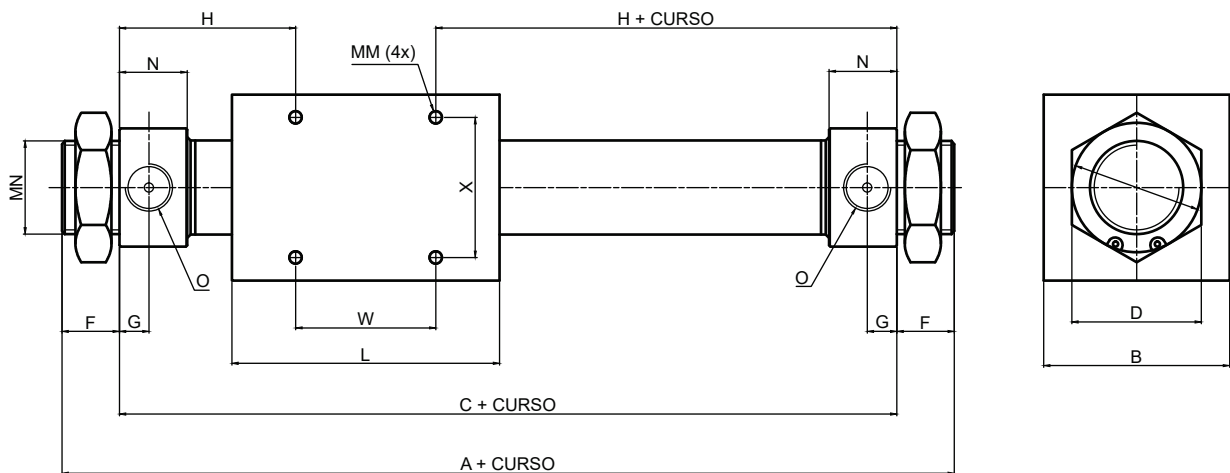 H
H + CURSO
MM (4x)
N
N
MN
X
O
O
F
G
W
G
F
D
L
B
C + CURSO
A + CURSO